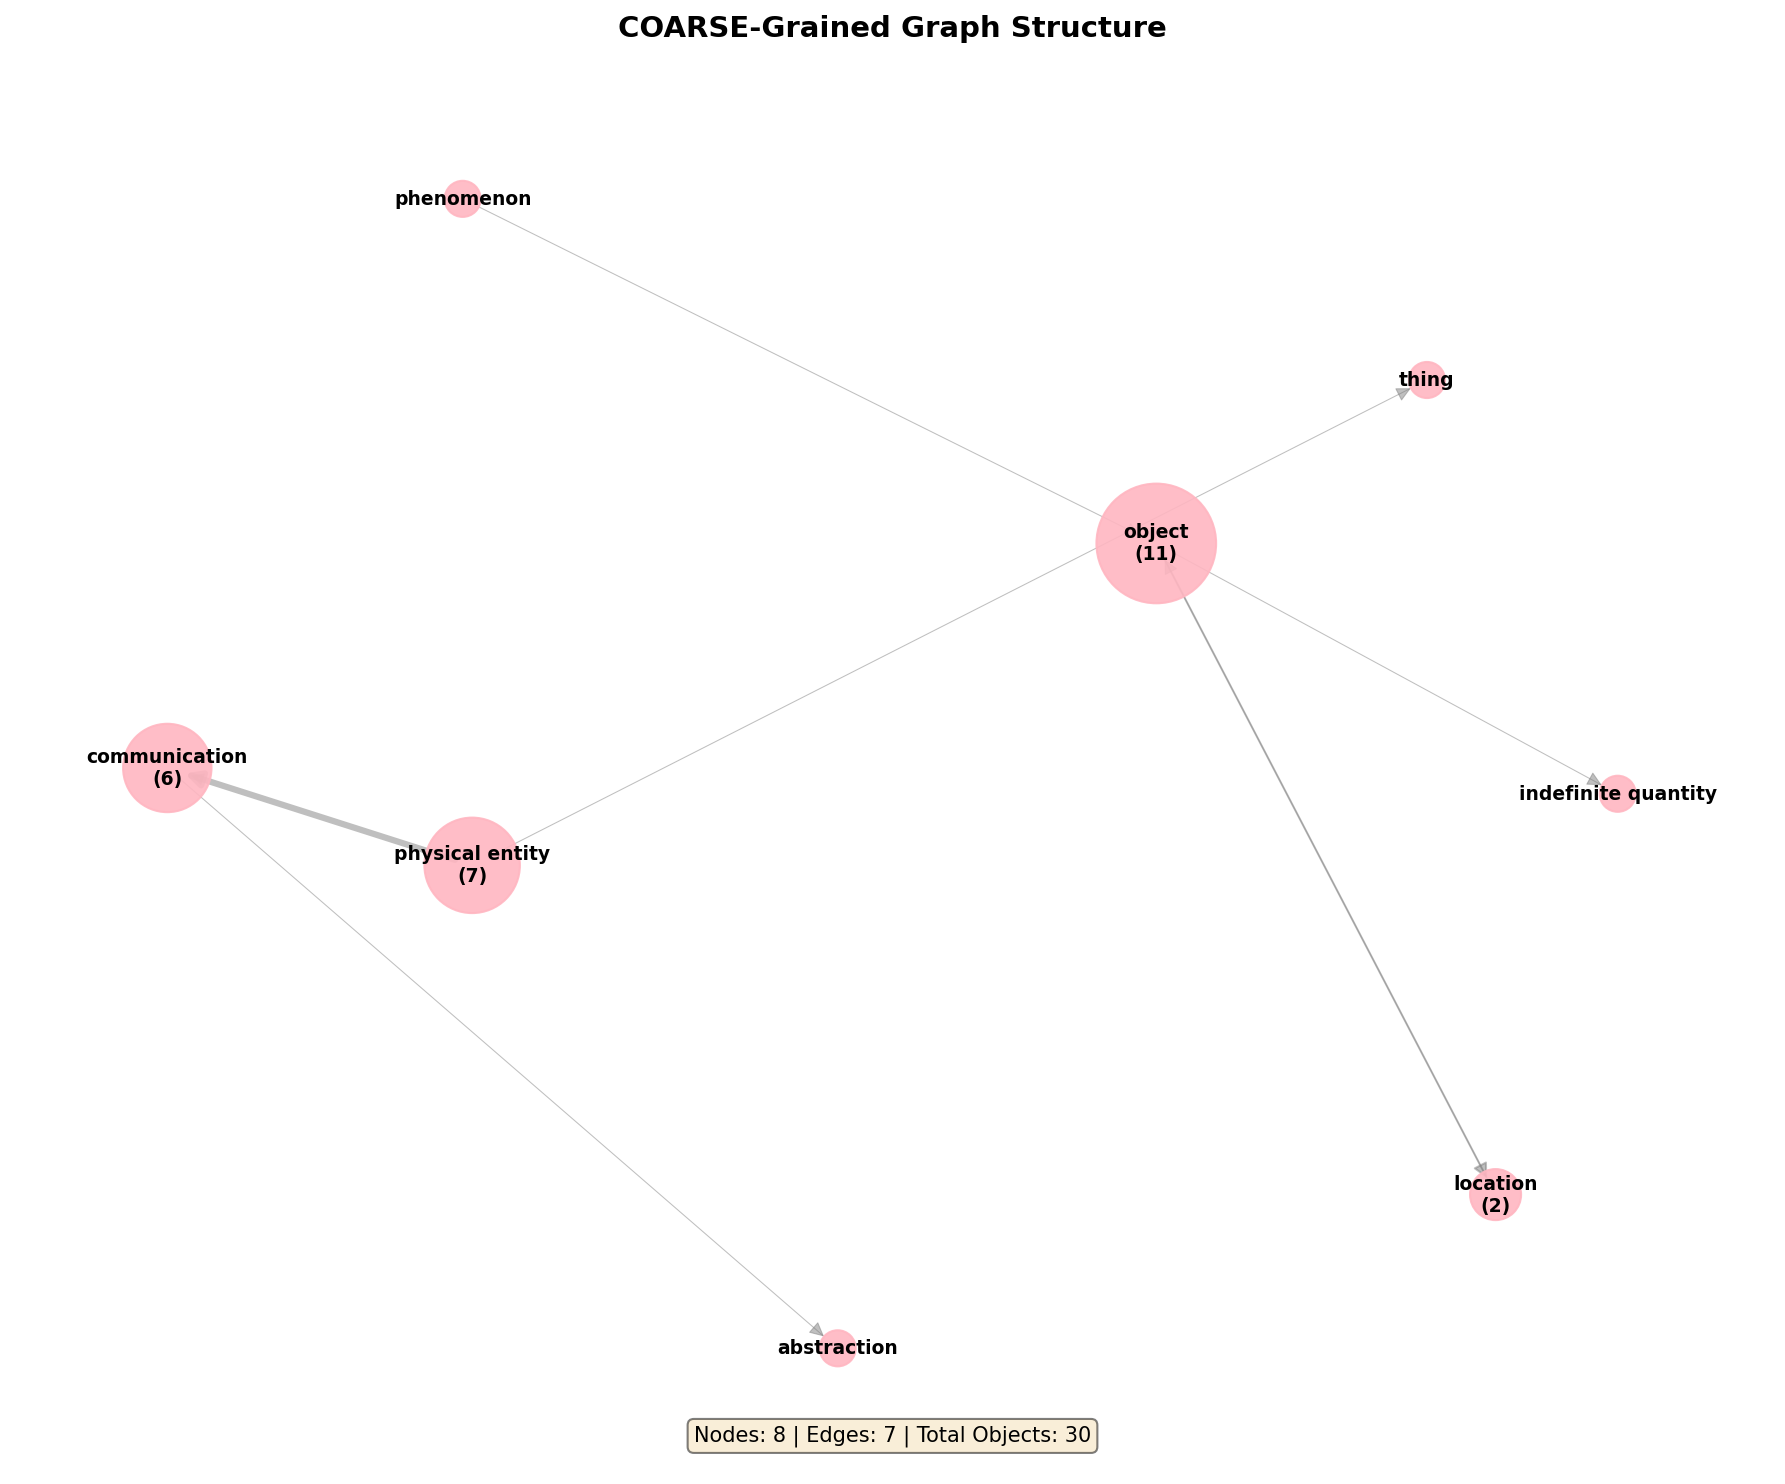 COARSE-Grained Graph Structure
phenomenon
thing
object
(11)
communication
(6)
indefinite quantity
physical entity
(7)
location
(2)
abstraction
Nodes: 8 | Edges: 7 | Total Objects: 30